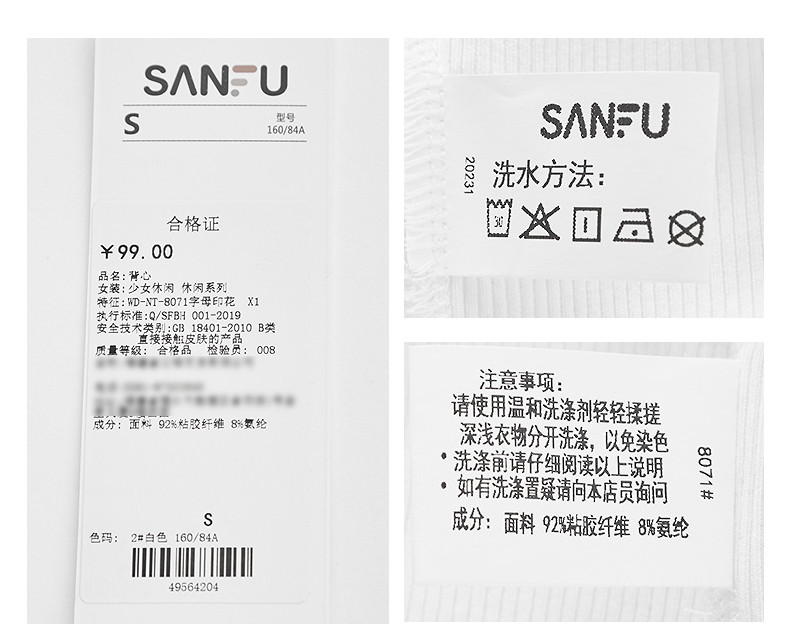 SANFU
S
型号
160/84A
合格证
￥99.00
品名:背心
女装:少女休闲 休闲系列
特征:WD-NT-8071字母印花 X1
执行标准:Q/SFBH 001-2019
安全技术类别:GB 18401-2010 B类
直接接触皮肤的产品
质量等级: 合格品 检验员: 008
成分: 面料 92%粘胶纤维 8%氨纶
S
色码: 2#白色 160/84A
49564204
SANFU
20231
洗水方法:
30
注意事项:
请使用温和洗涤剂轻轻揉搓
深浅衣物分开洗涤, 以免染色
• 洗涤前请仔细阅读以上说明
• 如有洗涤置疑请向本店员询问
成分: 面料 92%粘胶纤维 8%氨纶
8071#